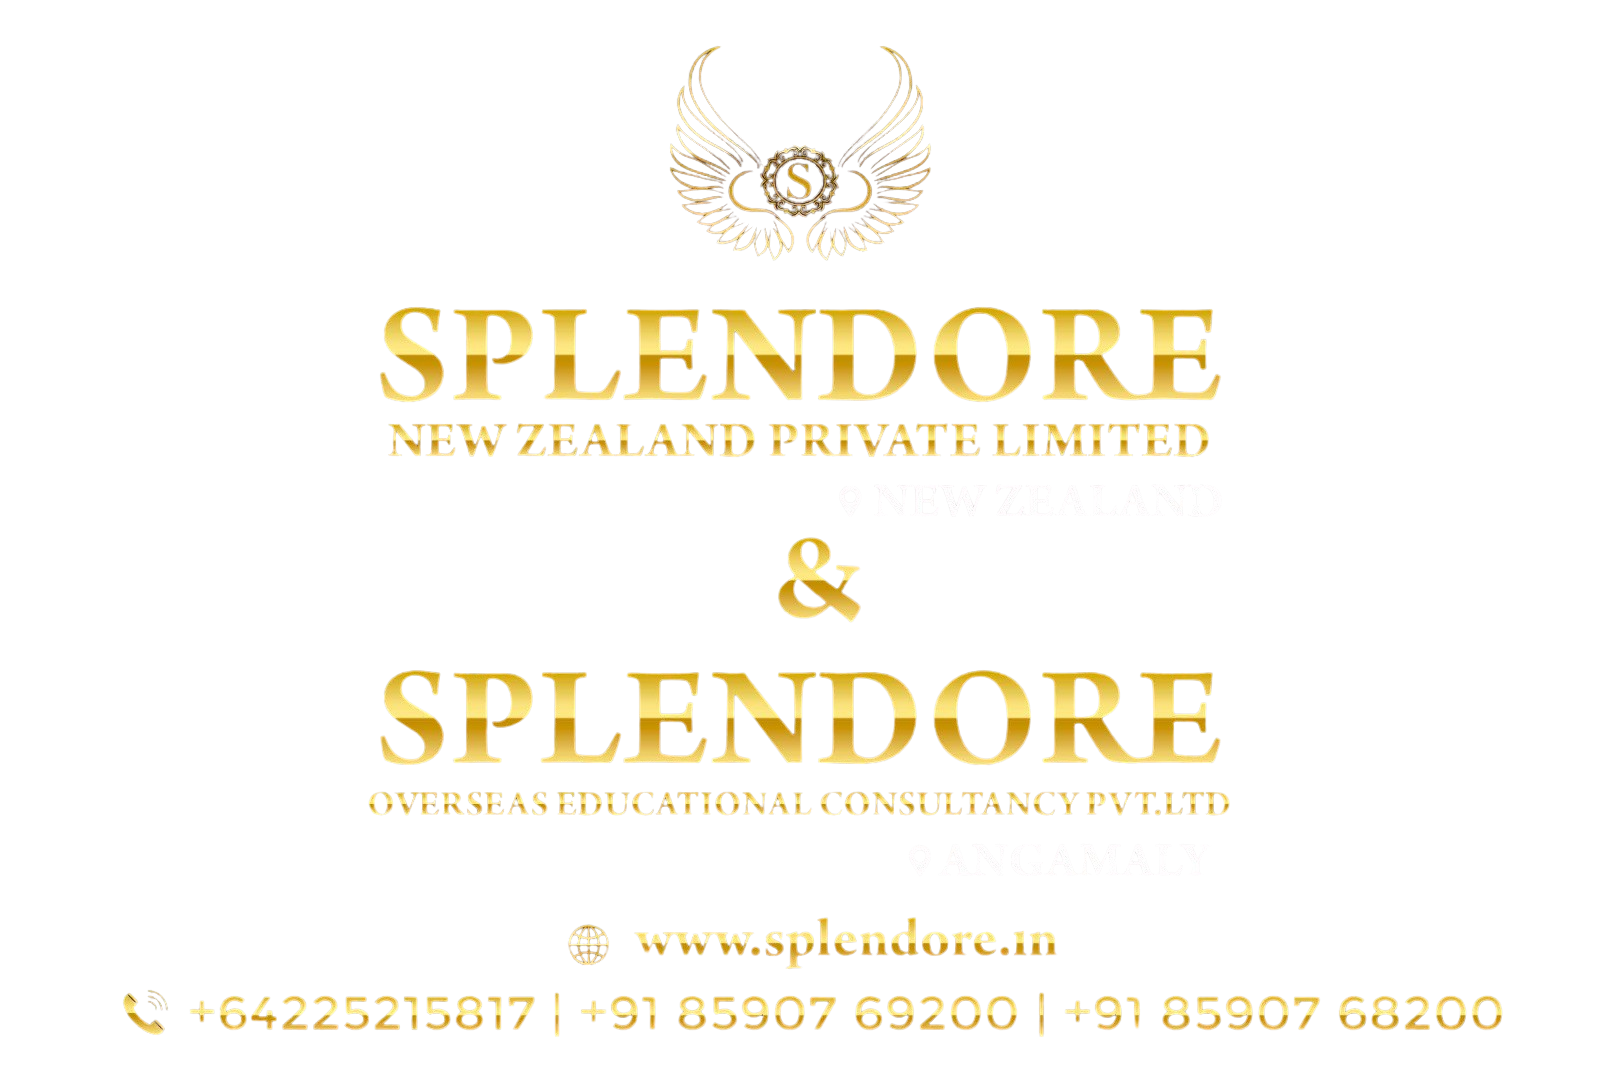 S
SPLENDORE
NEW ZEALAND PRIVATE LIMITED
NEW ZEALAND
&
SPLENDORE
OVERSEAS EDUCATIONAL CONSULTANCY PVT.LTD
ANGAMALY
www.splendore.in
+64225215817 | +91 85907 69200 | +91 85907 68200